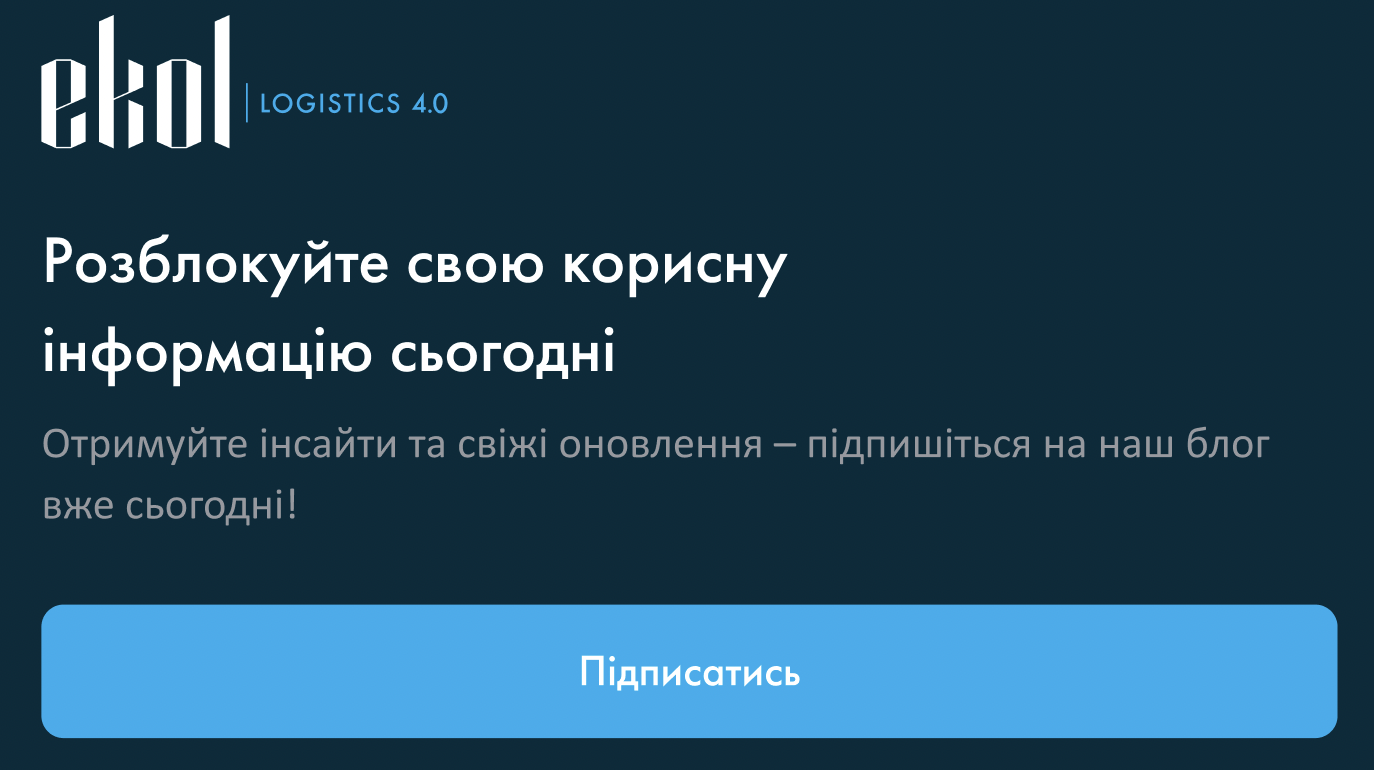 ekol
LOGISTICS 4.0
Розблокуйте свою корисну
інформацію сьогодні
Отримуйте інсайти та свіжі оновлення – підпишіться на наш блог
вже сьогодні!
Підписатись